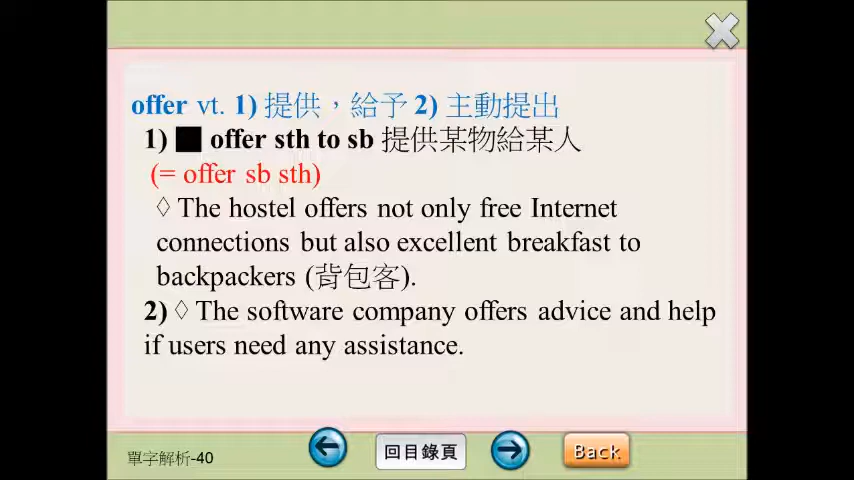 offer vt. 1) 提供，給予 2) 主動提出
1) ■ offer sth to sb 提供某物給某人
(= offer sb sth)
◊ The hostel offers not only free Internet
connections but also excellent breakfast to
backpackers (背包客).
2) ◊ The software company offers advice and help
if users need any assistance.
單字解析-40
回目錄頁
Back